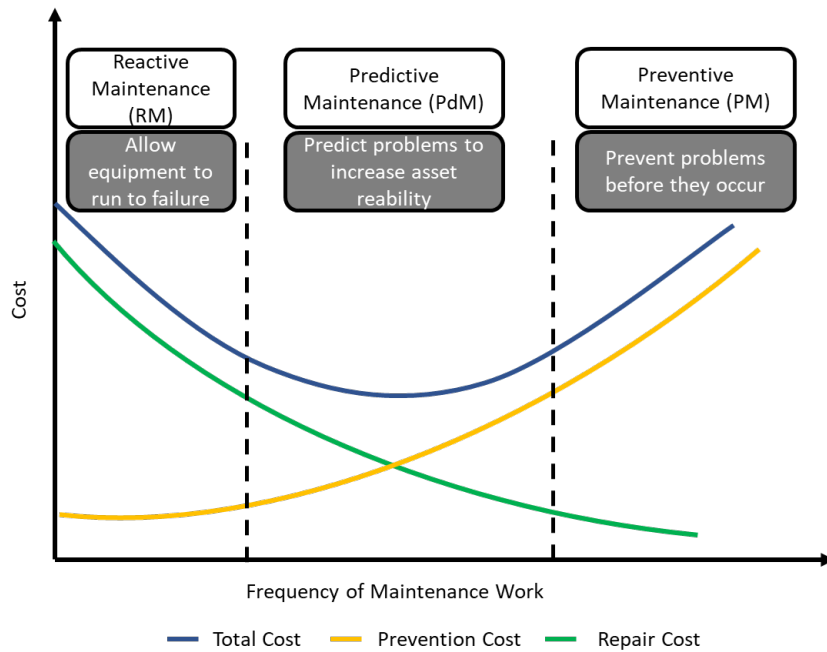 Reactive
Maintenance
(RM)
Predictive
Maintenance (PdM)
Preventive
Maintenance (PM)
Allow
equipment to
run to failure
Predict problems to
increase asset
reability
Prevent problems
before they occur
Cost
Frequency of Maintenance Work
Total Cost
Prevention Cost
Repair Cost